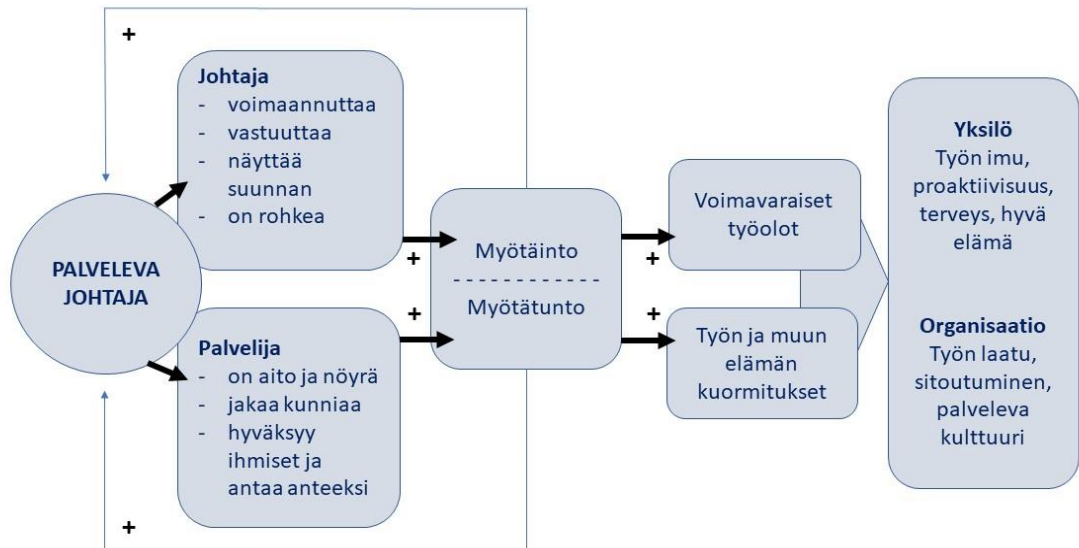 +
Johtaja
- voimaannuttaa
- vastuuttaa
- näyttää
suunnan
- on rohkea
PALVELEVA
JOHTAJA
Palvelija
- on aito ja nöyrä
- jakaa kunniaa
- hyväksyy
ihmiset ja
antaa anteeksi
+
+
+
Myötäinto
Myötätunto
+
+
Voimavaraiset
työolot
Työn ja muun
elämän
kuormitukset
Yksilö
Työn imu,
proaktiivisuus,
terveys, hyvä
elämä
Organisaatio
Työn laatu,
sitoutuminen,
palveleva
kulttuuri